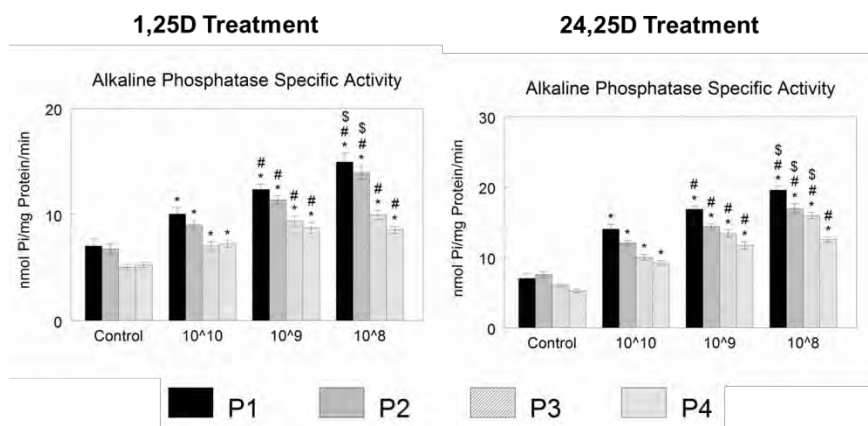 1,25D Treatment
24,25D Treatment
Alkaline Phosphatase Specific Activity
nmol Pi/mg Protein/min
20
10
0
* * * *
# # # #
* * * *
$ $
# # # #
* * * *
Control 10^10 10^9 10^8
Alkaline Phosphatase Specific Activity
nmol Pi/mg Protein/min
30
20
10
0
* * * *
# # # #
* * * *
$ $ $
# # # #
* * * *
Control 10^10 10^9 10^8
P1 P2 P3 P4